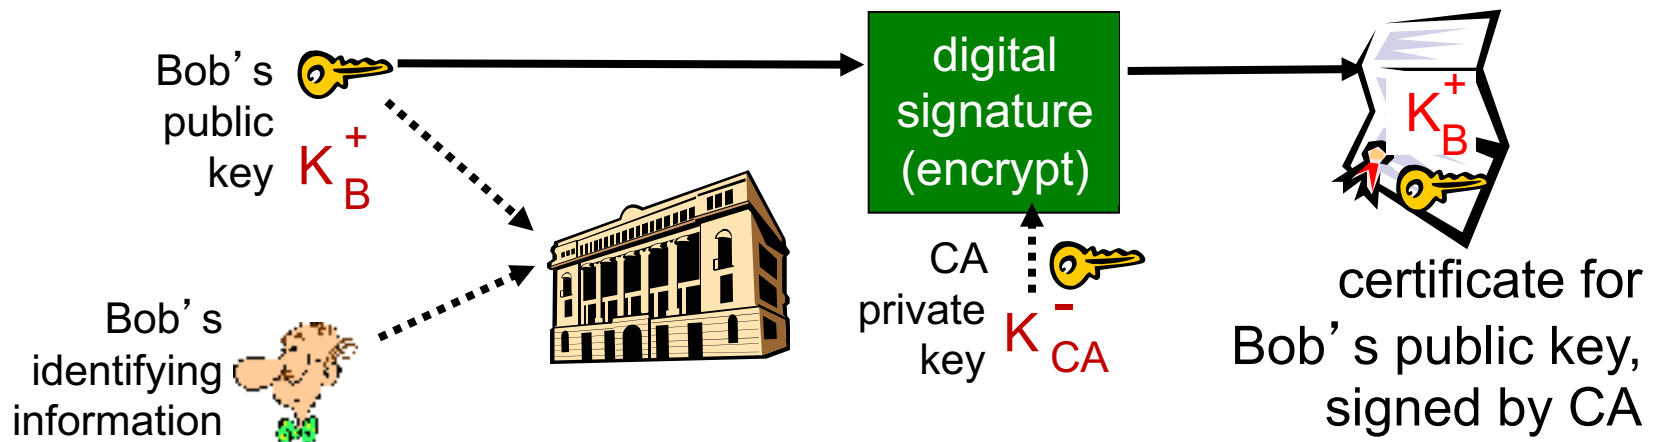 Bob’s
public
key
K
+
B
digital
signature
(encrypt)
K
+
B
Bob’s
identifying
information
CA
private
key
K
-
CA
certificate for
Bob’s public key,
signed by CA